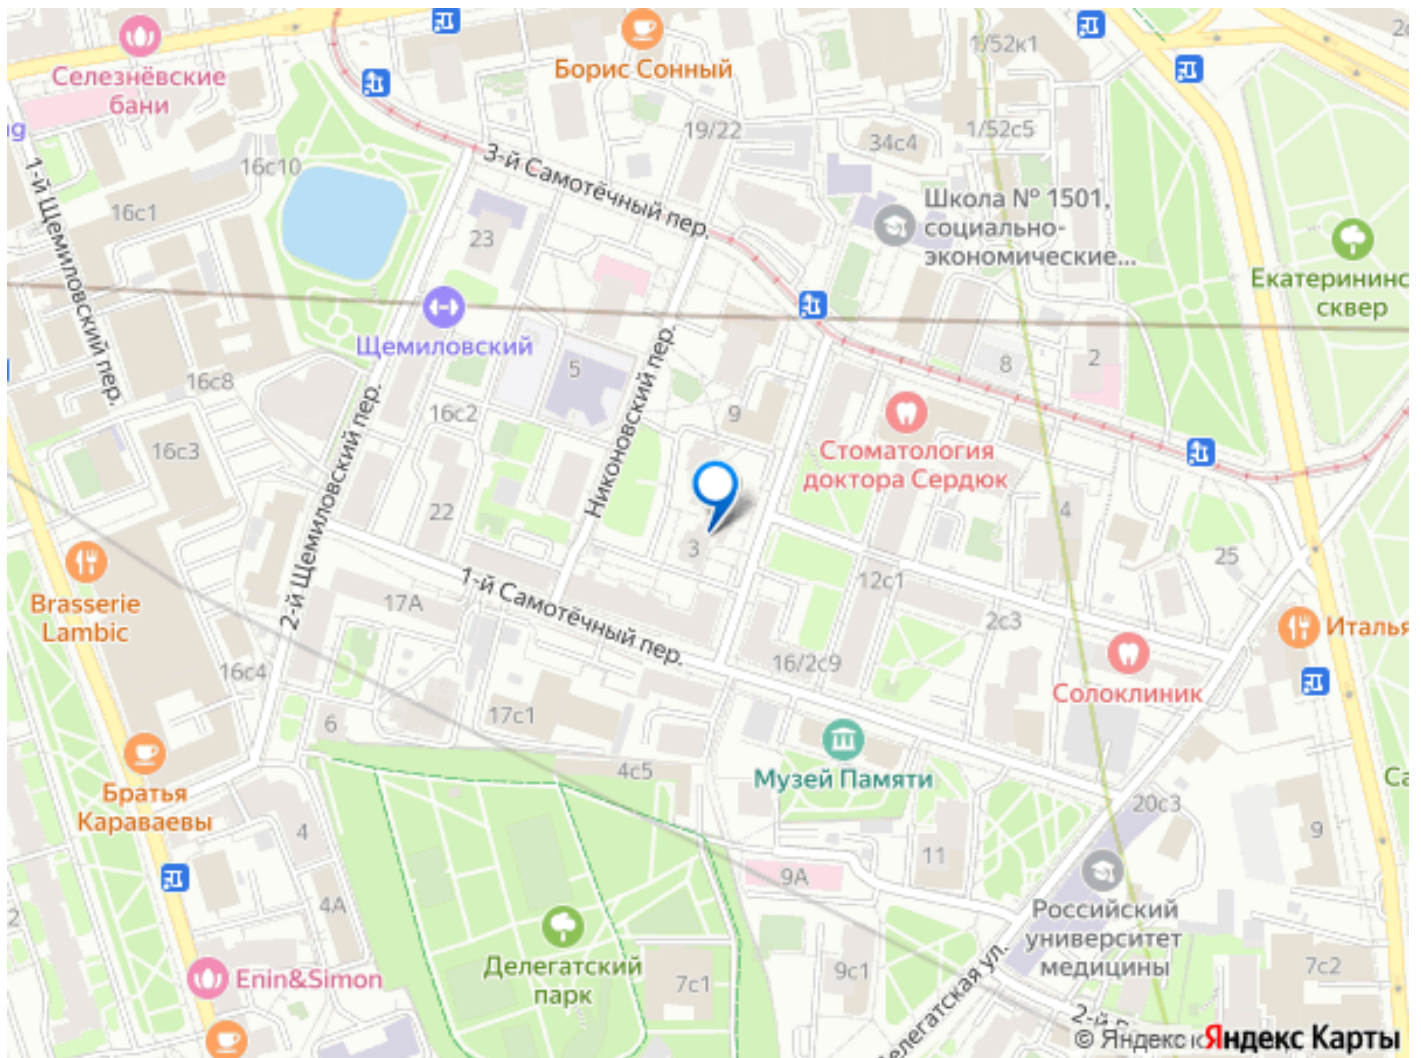 Селезнёвские
бани
Борис Сонный
1/52к1
19/22
34с4
1/52с5
3-й Самотёчный пер.
16с10
16с1
1-й Щемиловский пер.
Школа № 1501,
социально-
экономические...
23
Екатерининс
сквер
Щемиловский
5
8
2
16с8
16с2
9
Никоновский пер.
2-й Щемиловский пер.
Стоматология
доктора Сердюк
16с3
22
4
3
25
Brasserie
Lambic
17А
1-й Самотёчный пер.
12с1
2с3
Италья
16/2с9
16с4
Солоклиник
17с1
6
4с5
Музей Памяти
Братья
Караваевы
4
20с3
9
11
9А
4А
Российский
университет
медицины
Делегатский
парк
7с1
9с1
7с2
Enin&Simon
Делегатская ул.
2-й
© Яндекс
Яндекс Карты